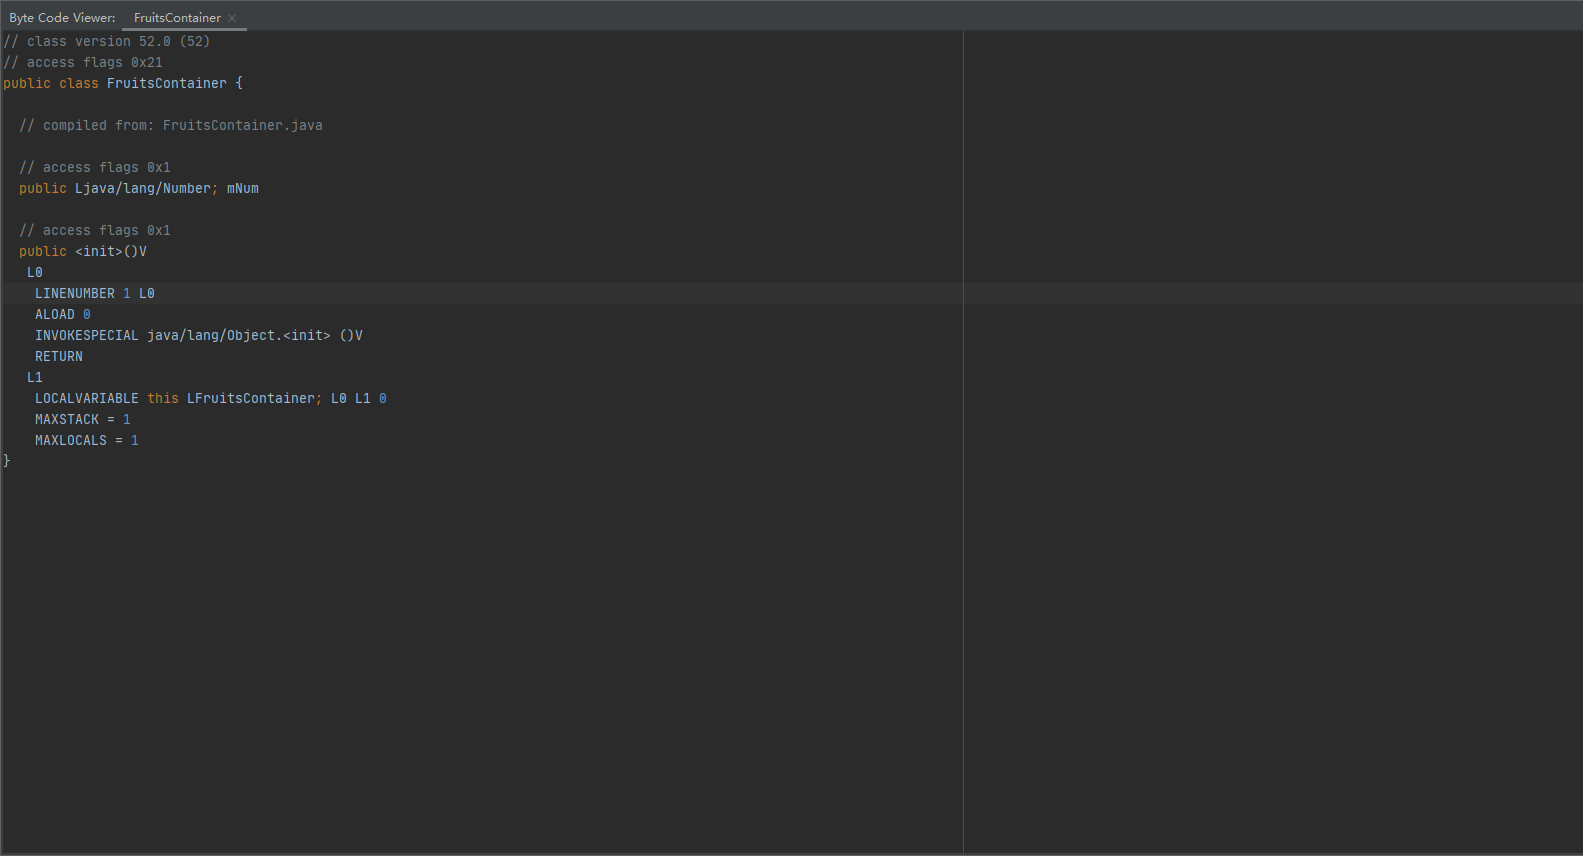 Byte Code Viewer: FruitsContainer
// class version 52.0 (52)
// access flags 0x21
public class FruitsContainer {
// compiled from: FruitsContainer.java
// access flags 0x1
public Ljava/lang/Number; mNum
// access flags 0x1
public <init>()V
L0
LINENUMBER 1 L0
ALOAD 0
INVOKESPECIAL java/lang/Object.<init> ()V
RETURN
L1
LOCALVARIABLE this LFruitsContainer; L0 L1 0
MAXSTACK = 1
MAXLOCALS = 1
}